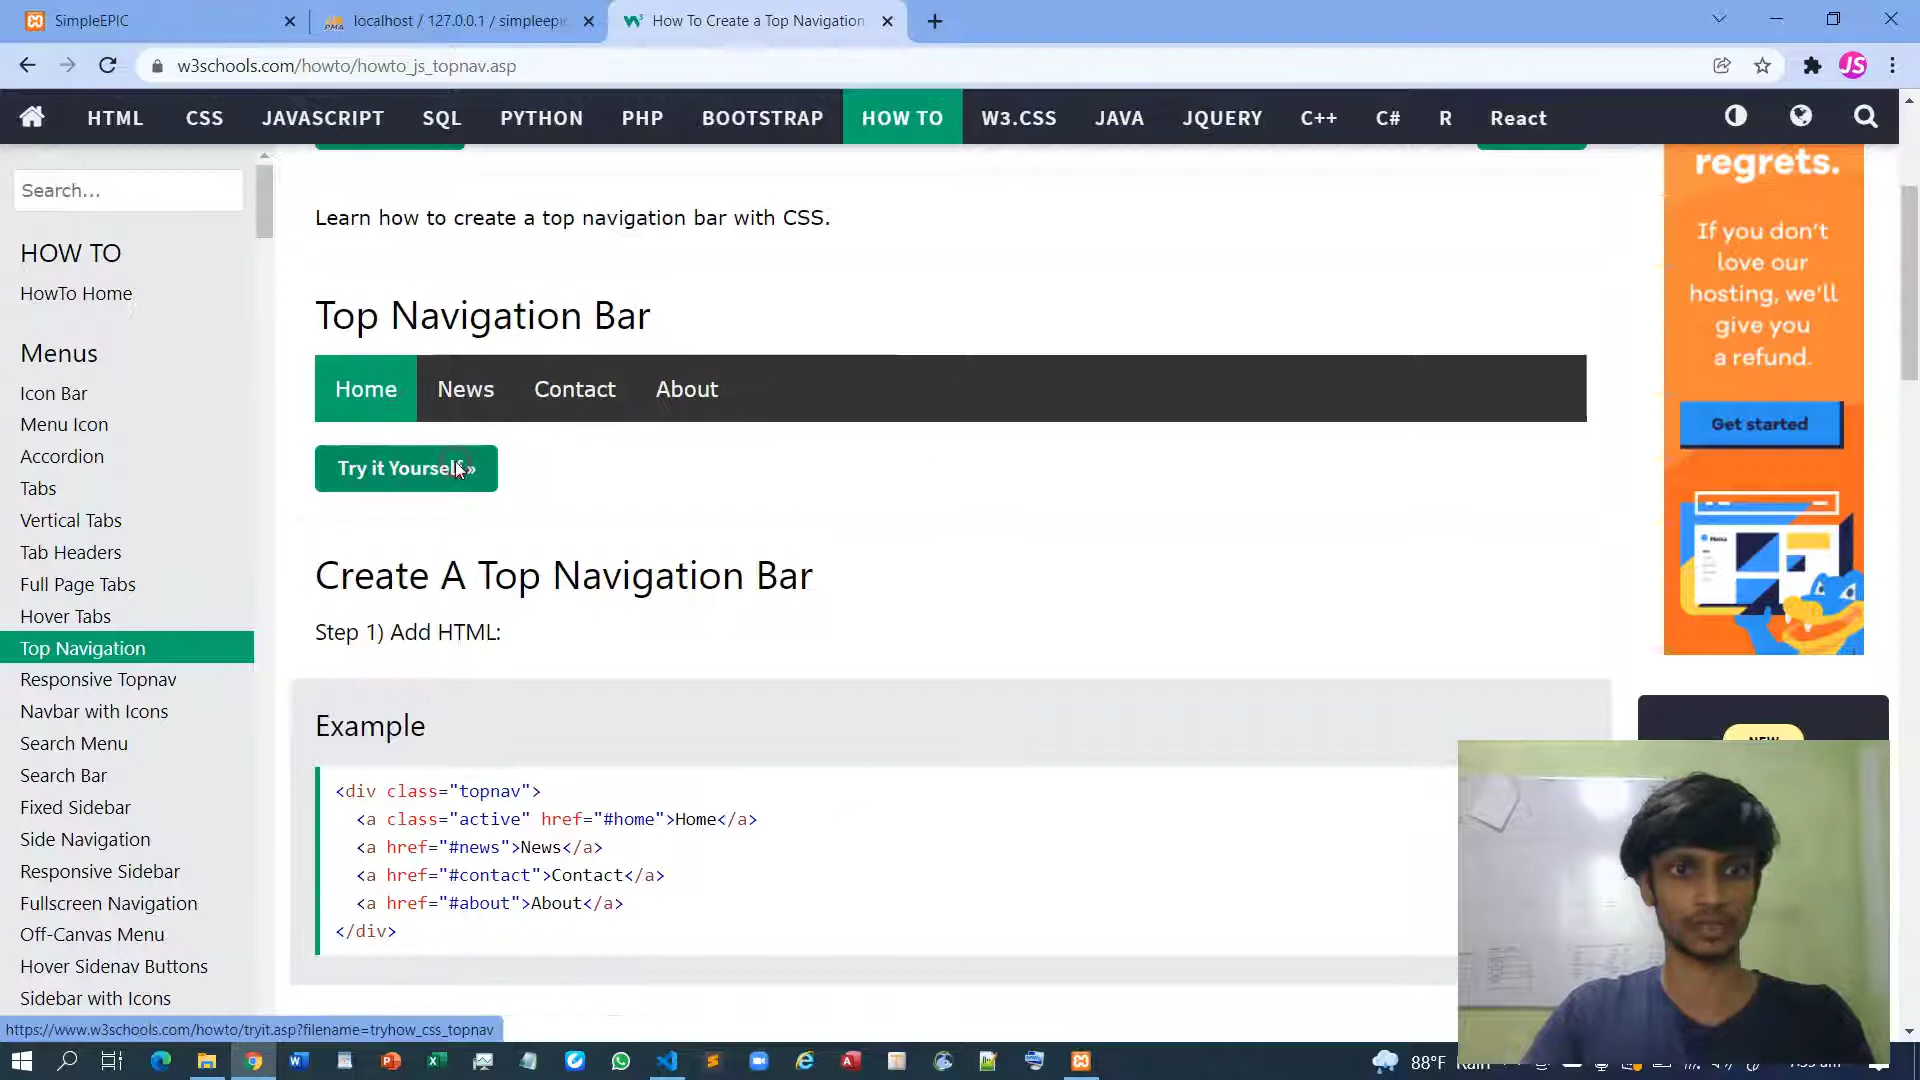 SimpleEPIC
localhost / 127.0.0.1 / simpleepi
How To Create a Top Navigation
w3schools.com/howto/howto_js_topnav.asp
JS
HTML CSS JAVASCRIPT SQL PYTHON PHP BOOTSTRAP HOW TO W3.CSS JAVA JQUERY C++ C# R React
Search...
HOW TO
HowTo Home
Menus
Icon Bar
Menu Icon
Accordion
Tabs
Vertical Tabs
Tab Headers
Full Page Tabs
Hover Tabs
Top Navigation
Responsive Topnav
Navbar with Icons
Search Menu
Search Bar
Fixed Sidebar
Side Navigation
Responsive Sidebar
Fullscreen Navigation
Off-Canvas Menu
Hover Sidenav Buttons
Sidebar with Icons
Learn how to create a top navigation bar with CSS.
Top Navigation Bar
Home News Contact About
Try it Yourself »
Create A Top Navigation Bar
Step 1) Add HTML:
Example
<div class="topnav">
<a class="active" href="#home">Home</a>
<a href="#news">News</a>
<a href="#contact">Contact</a>
<a href="#about">About</a>
</div>
regrets.
If you don't
love our
hosting, we'll
give you
a refund.
Get started
NEW
https://www.w3schools.com/howto/tryit.asp?filename=tryhow_css_topnav
88°F Rain